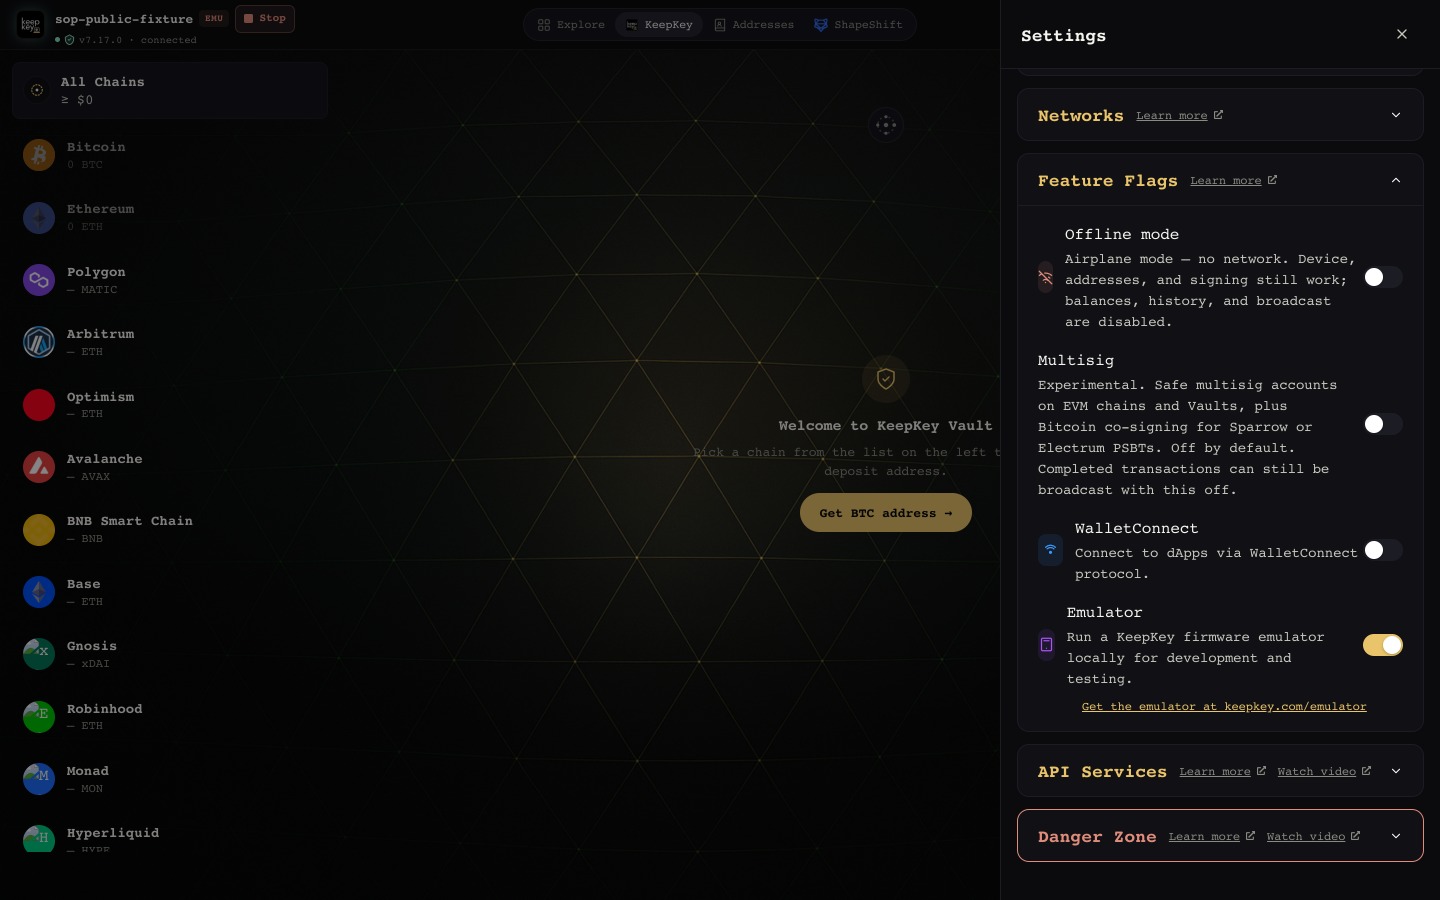 keep
key
sop-public-fixture
EMU
Stop
v7.17.0 · connected
Explore
KeepKey
Addresses
ShapeShift
All Chains
≥ $0
Bitcoin
0 BTC
Ethereum
0 ETH
Polygon
— MATIC
Arbitrum
— ETH
Optimism
— ETH
Avalanche
— AVAX
BNB Smart Chain
— BNB
Base
— ETH
Gnosis
— xDAI
Robinhood
— ETH
Monad
— MON
Hyperliquid
— HYPE
Welcome to KeepKey Vault
Pick a chain from the list on the left t
deposit address.
Get BTC address →
Settings
Networks Learn more
Feature Flags Learn more
Offline mode
Airplane mode — no network. Device,
addresses, and signing still work;
balances, history, and broadcast
are disabled.
Multisig
Experimental. Safe multisig accounts
on EVM chains and Vaults, plus
Bitcoin co-signing for Sparrow or
Electrum PSBTs. Off by default.
Completed transactions can still be
broadcast with this off.
WalletConnect
Connect to dApps via WalletConnect
protocol.
Emulator
Run a KeepKey firmware emulator
locally for development and
testing.
Get the emulator at keepkey.com/emulator
API Services Learn more Watch video
Danger Zone Learn more Watch video